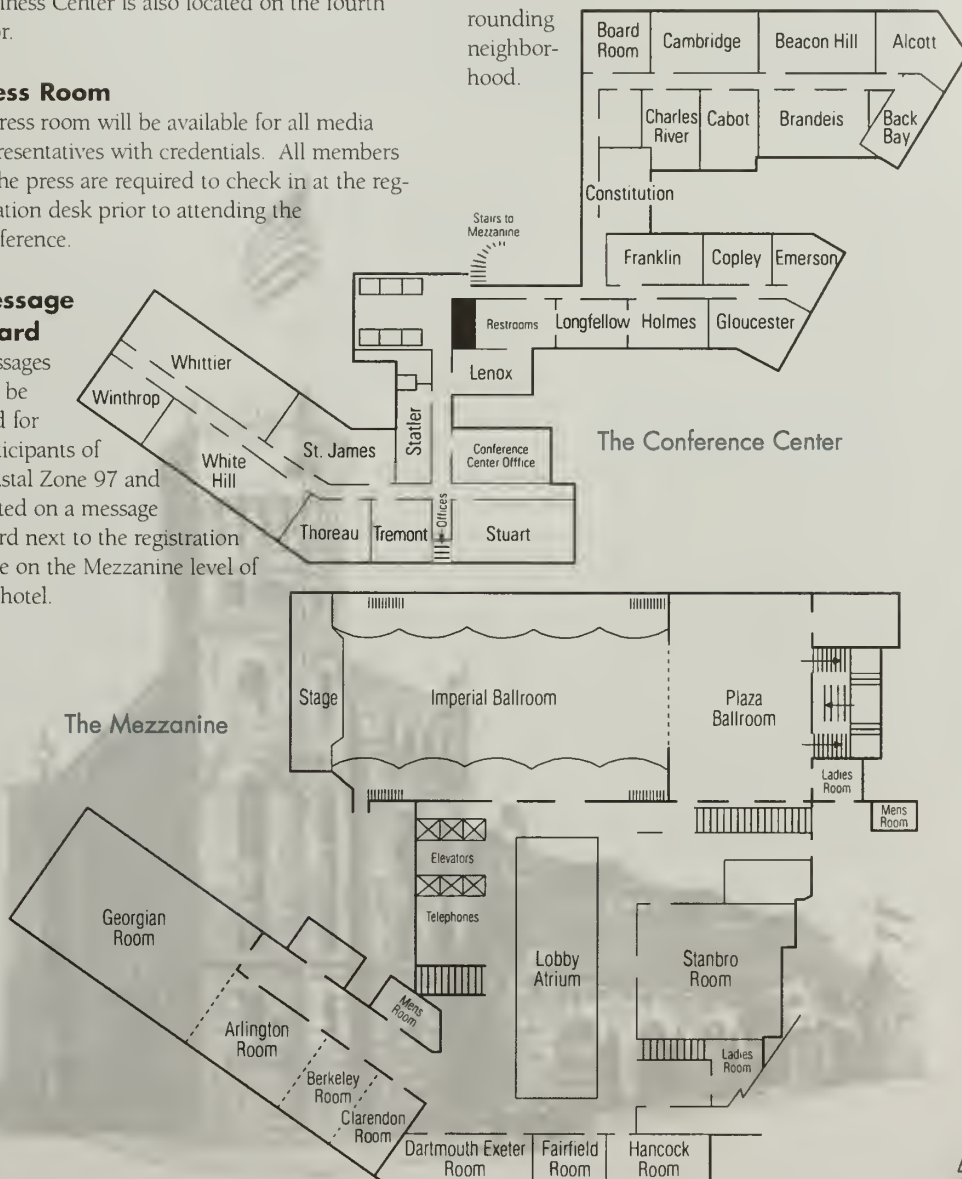 iness Center is also located on the fourth
or.
ess Room
ress room will be available for all media
resentatives with credentials. All members
he press are required to check in at the reg-
ation desk prior to attending the
ference.
essage
ard
ssages
be
d for
icipants of
astal Zone 97 and
ted on a message
rd next to the registration
e on the Mezzanine level of
hotel.
rounding
neighbor-
hood.
Board
Room
Cambridge
Beacon Hill
Alcott
Charles
River
Cabot
Brandeis
Back
Bay
Constitution
Stairs to
Mezzanine
Franklin
Copley
Emerson
Restrooms
Longfellow
Holmes
Gloucester
Lenox
Whittier
Winthrop
White
Hill
St. James
Statler
Conference
Center Offfice
The Conference Center
Thoreau
Tremont
Offices
Stuart
The Mezzanine
Stage
Imperial Ballroom
Plaza
Ballroom
Ladies
Room
Mens
Room
Elevators
Telephones
Georgian
Room
Lobby
Atrium
Stanbro
Room
Mens
Room
Arlington
Room
Ladies
Room
Berkeley
Room
Clarendon
Room
Dartmouth Exeter
Room
Fairfield
Room
Hancock
Room